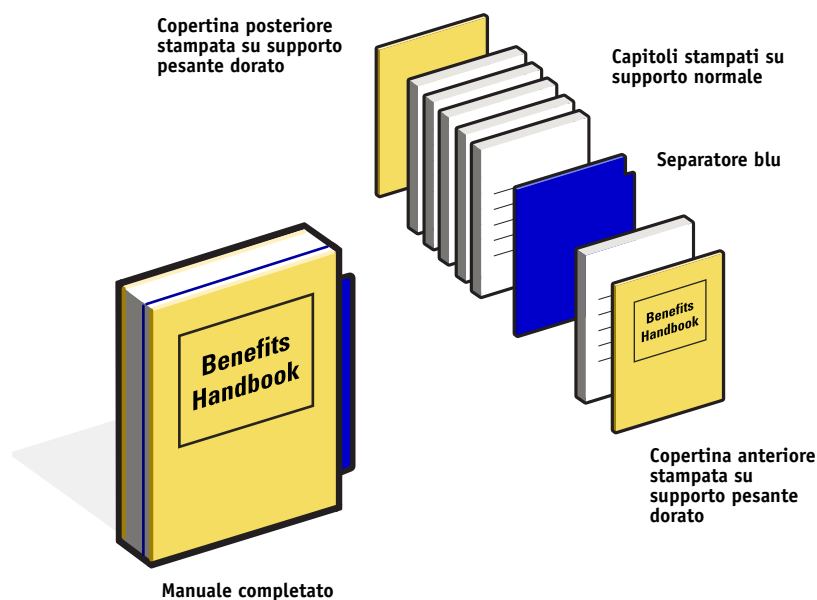 Copertina posteriore
stampata su supporto
pesante dorato
Capitoli stampati su
supporto normale
Separatore blu
Benefits
Handbook
Benefits
Handbook
Copertina anteriore
stampata su
supporto pesante
dorato
Manuale completato